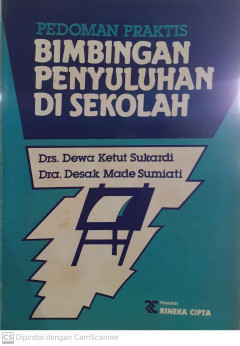 PEDOMAN PRAKTIS
BIMBINGAN
PENYULUHAN
DI SEKOLAH
Drs. Dewa Ketut Sukardi
Dra. Desak Made Sumiati
Penerbit
RINEKA CIPTA
CS Dipindai dengan CamScanner